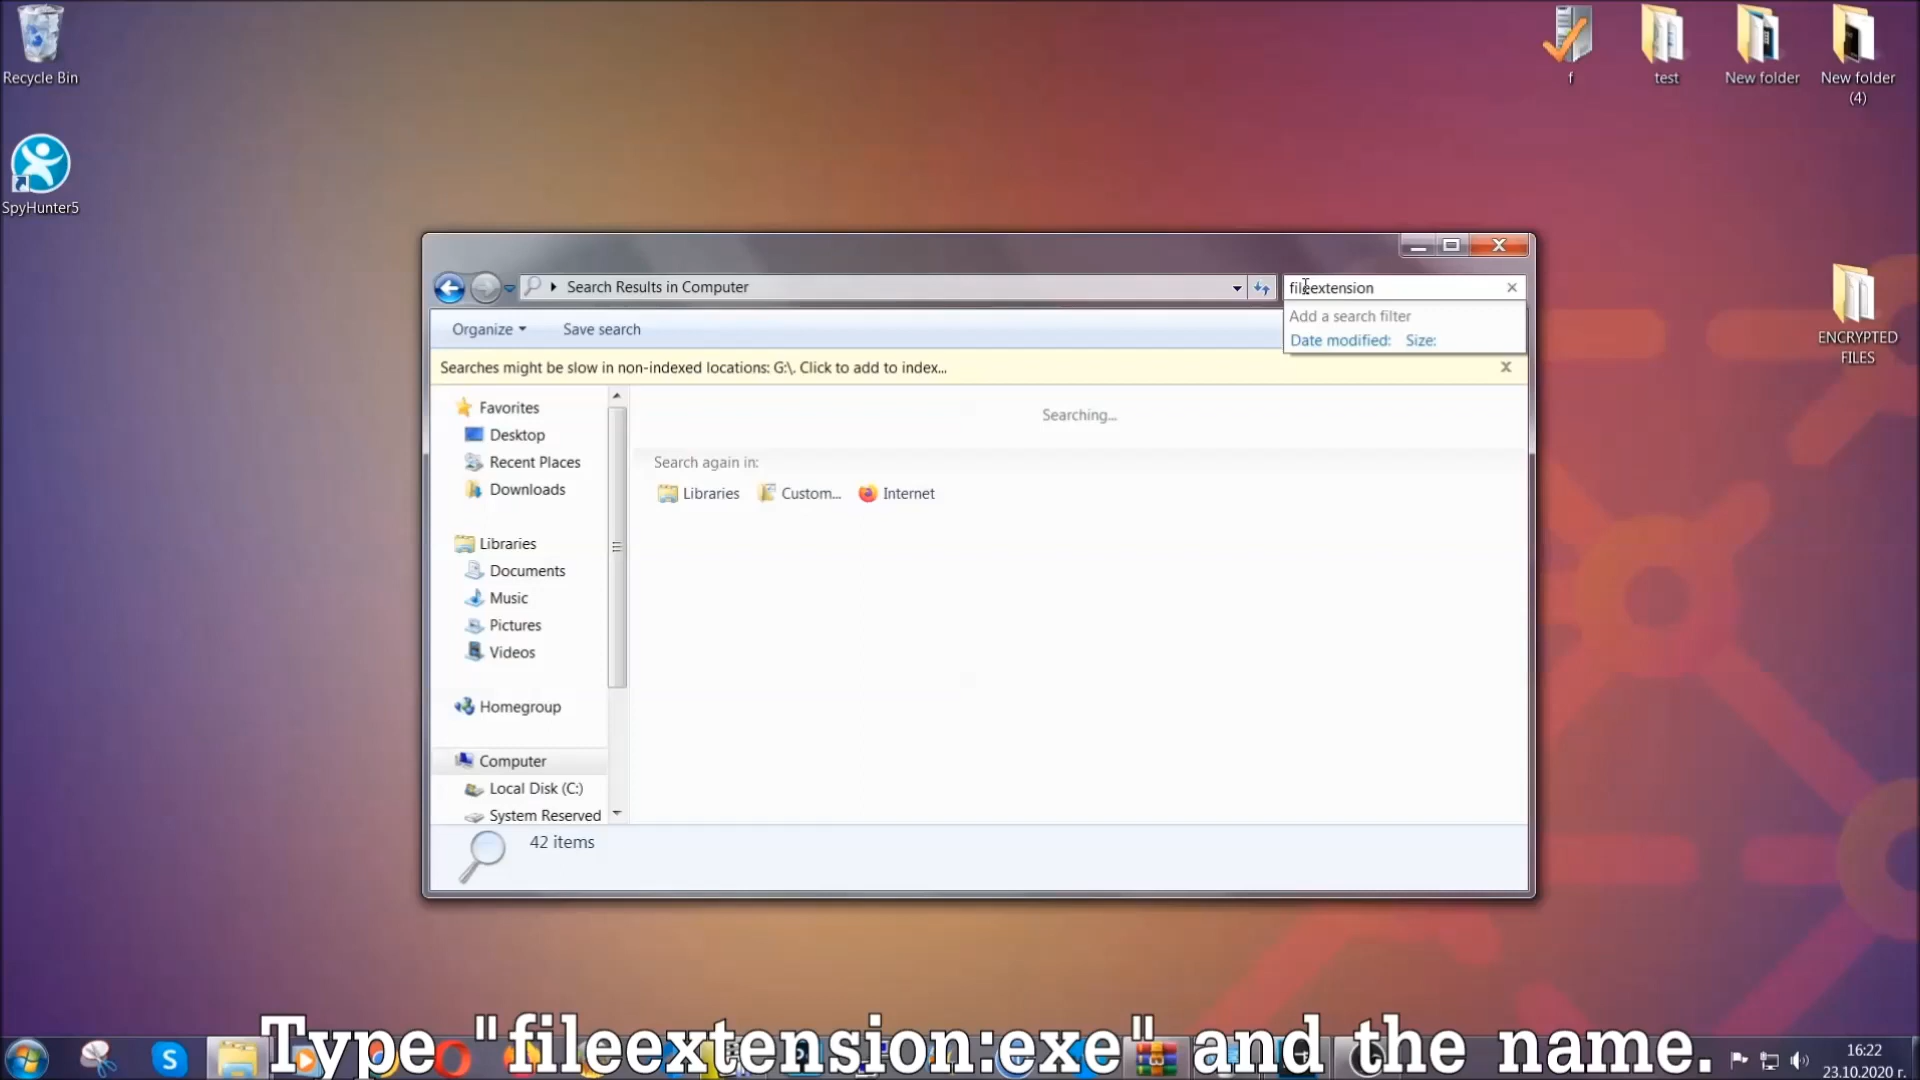 Recycle Bin
f
test
New folder
New folder
(4)
SpyHunter5
Search Results in Computer
fileextension
Organize
Save search
Add a search filter
Date modified:
Size:
Searches might be slow in non-indexed locations: G:\. Click to add to index...
Favorites
Desktop
Recent Places
Downloads
Searching...
Search again in:
Libraries
Custom...
Internet
Libraries
Documents
Music
Pictures
Videos
Homegroup
Computer
Local Disk (C:)
System Reserved
42 items
ENCRYPTED
FILES
Type "fileextension:exe" and the name.
16:22
23.10.2020 г.